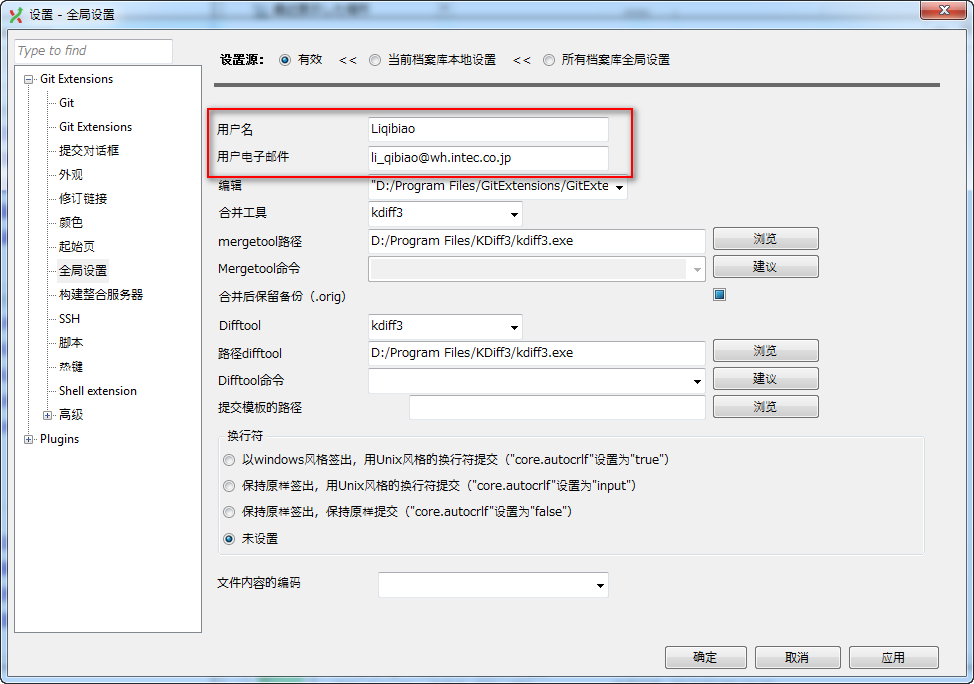 设置 - 全局设置
Type to find
Git Extensions
Git
Git Extensions
提交对话框
外观
修订链接
颜色
起始页
全局设置
构建整合服务器
SSH
脚本
热键
Shell extension
高级
Plugins
设置源: 有效 << 当前档案库本地设置 << 所有档案库全局设置
用户名 Liqibiao
用户电子邮件 li_qibiao@wh.intec.co.jp
编辑 "D:/Program Files/GitExtensions/GitExte
合并工具 kdiff3
mergetool路径 D:/Program Files/KDiff3/kdiff3.exe 浏览
Mergetool命令 建议
合并后保留备份（.orig）
Difftool kdiff3
路径difftool D:/Program Files/KDiff3/kdiff3.exe 浏览
Difftool命令 建议
提交模板的路径 浏览
换行符
以windows风格签出，用Unix风格的换行符提交（"core.autocrlf"设置为"true"）
保持原样签出，用Unix风格的换行符提交（"core.autocrlf"设置为"input"）
保持原样签出，保持原样提交（"core.autocrlf"设置为"false"）
未设置
文件内容的编码
确定 取消 应用